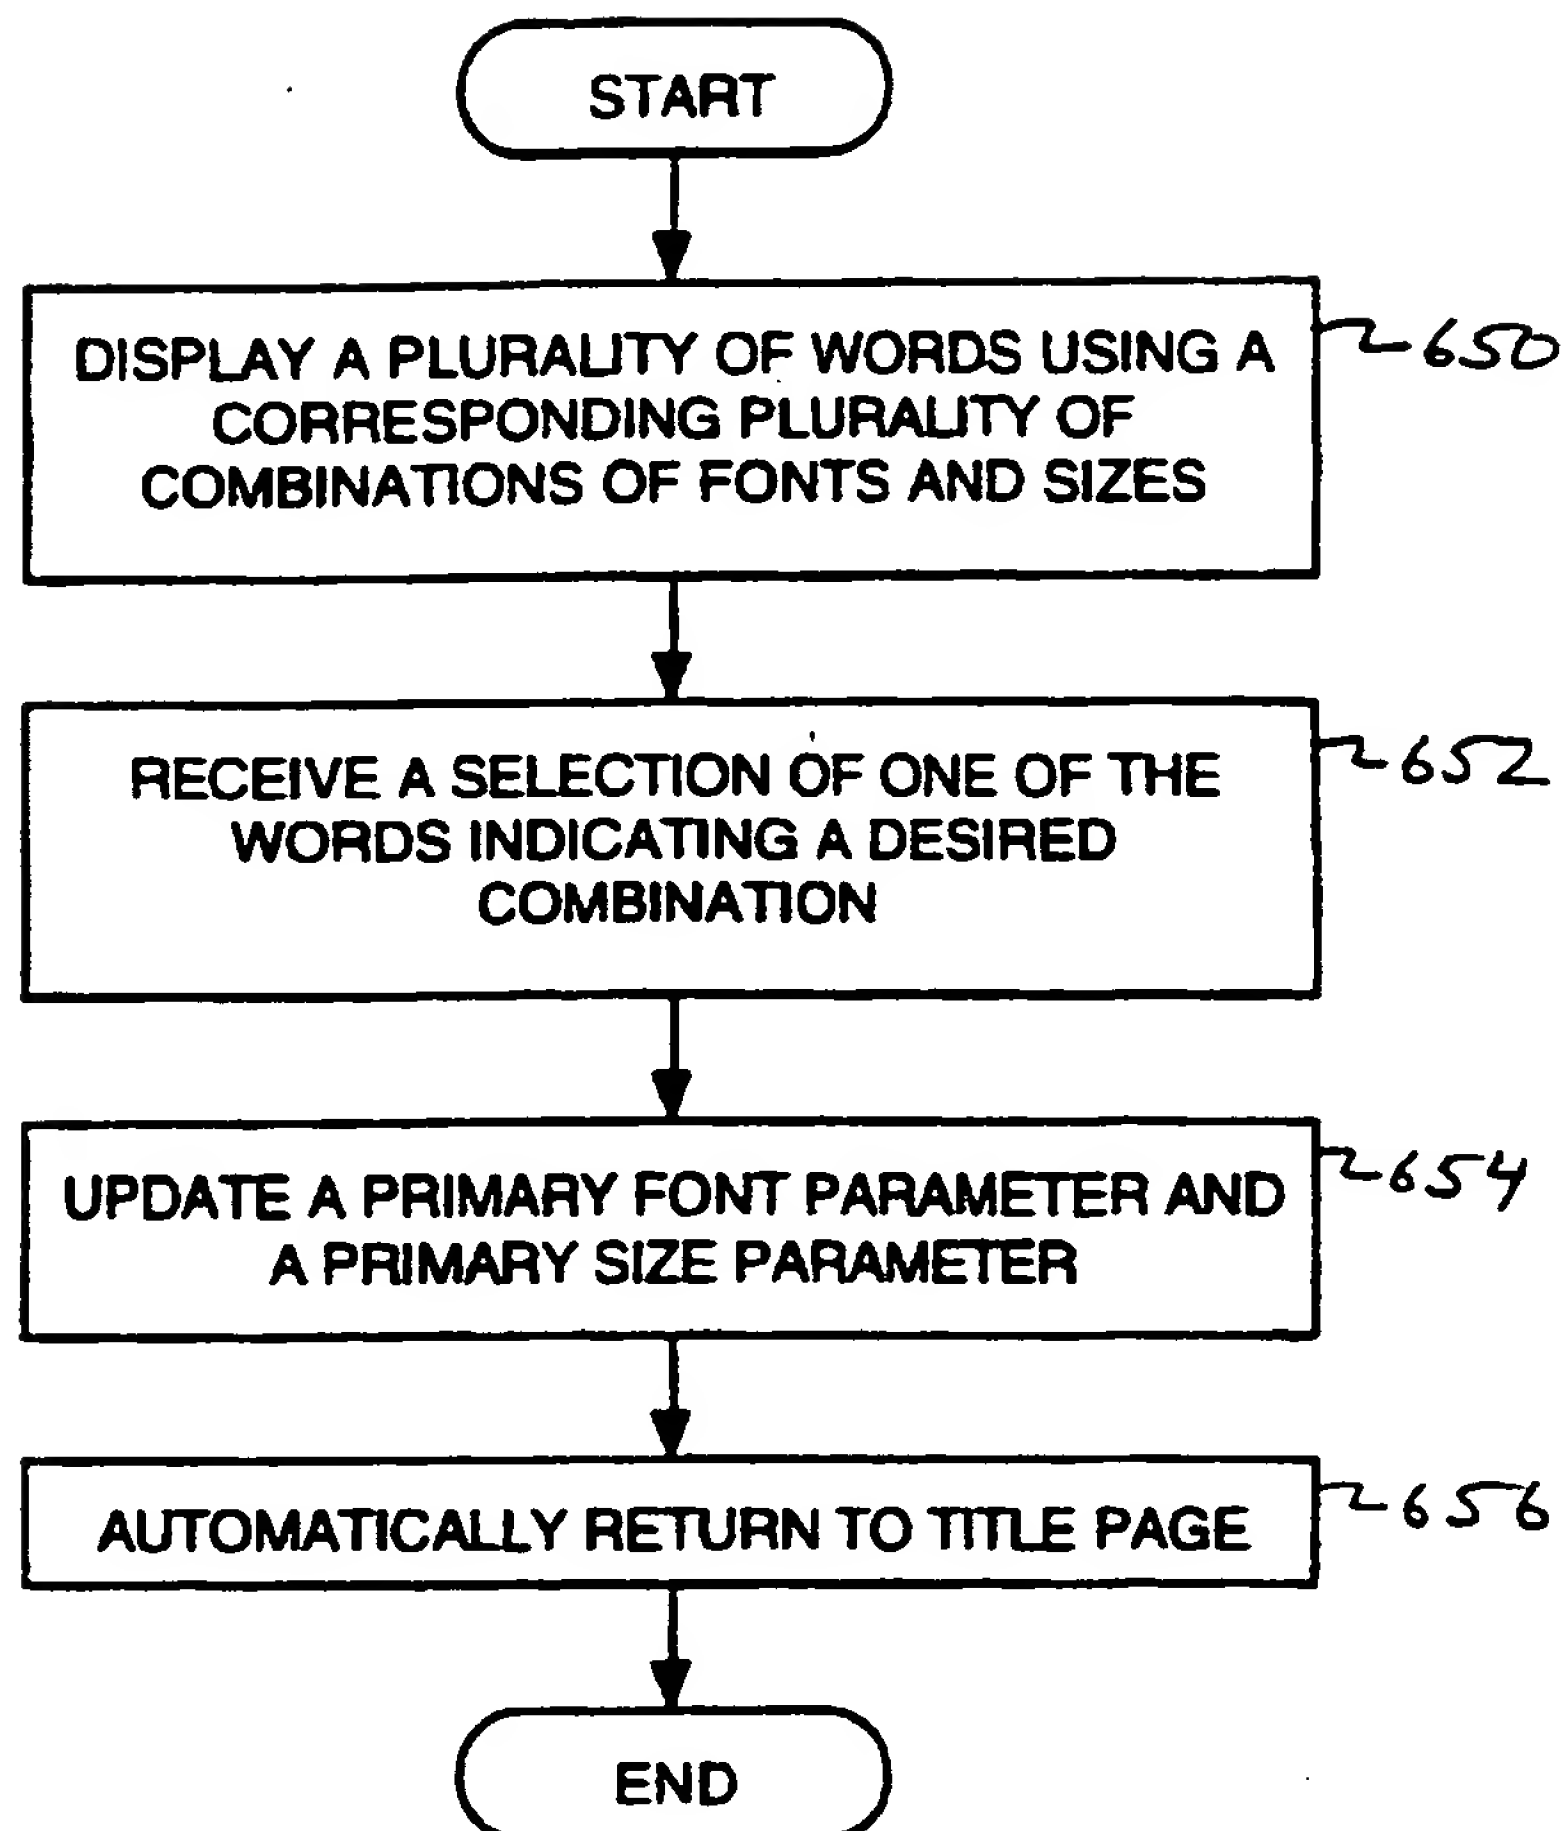 START
DISPLAY A PLURALITY OF WORDS USING A
CORRESPONDING PLURALITY OF
COMBINATIONS OF FONTS AND SIZES
650
RECEIVE A SELECTION OF ONE OF THE
WORDS INDICATING A DESIRED
COMBINATION
652
UPDATE A PRIMARY FONT PARAMETER AND
A PRIMARY SIZE PARAMETER
654
AUTOMATICALLY RETURN TO TITLE PAGE
656
END